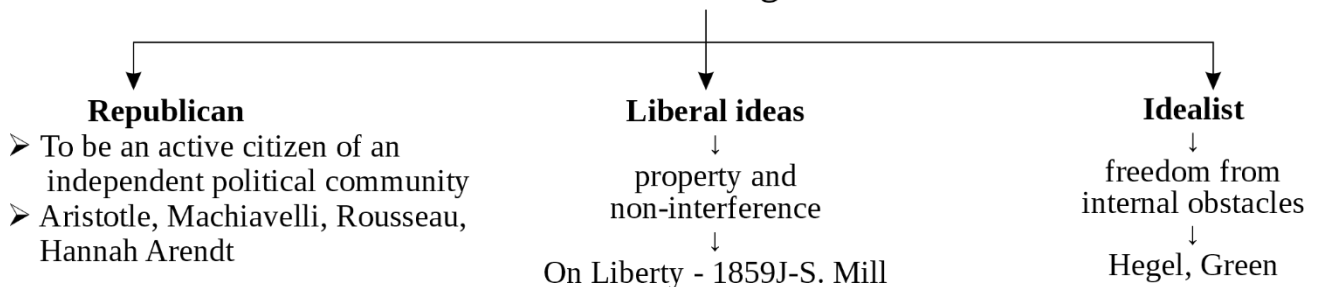 Republican
➢ To be an active citizen of an
independent political community
➢ Aristotle, Machiavelli, Rousseau,
Hannah Arendt
Liberal ideas
↓
property and
non-interference
↓
On Liberty - 1859J-S. Mill
Idealist
↓
freedom from
internal obstacles
↓
Hegel, Green